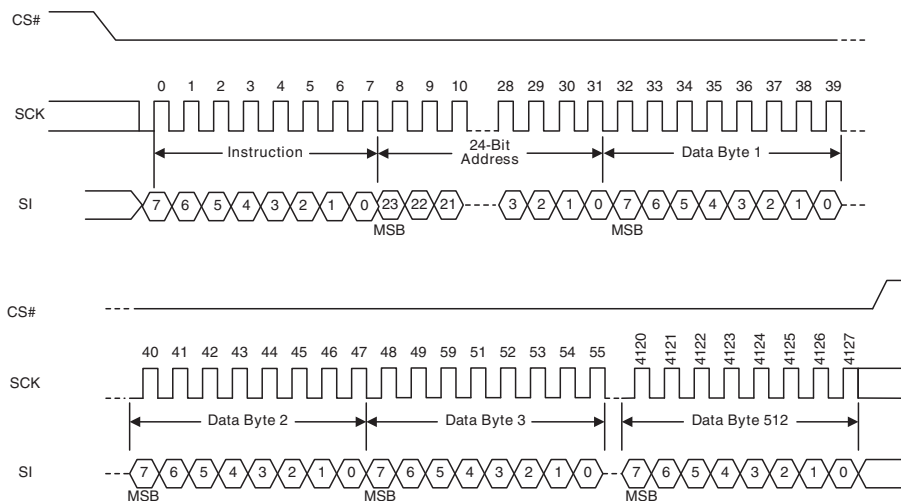 CS#
0 1 2 3 4 5 6 7 8 9 10 28 29 30 31 32 33 34 35 36 37 38 39
SCK
Instruction 24-Bit Address Data Byte 1
SI 7 6 5 4 3 2 1 0 23 22 21 3 2 1 0 7 6 5 4 3 2 1 0
MSB MSB
CS#
40 41 42 43 44 45 46 47 48 49 59 51 52 53 54 55 4120 4121 4122 4123 4124 4125 4126 4127
SCK
Data Byte 2 Data Byte 3 Data Byte 512
SI 7 6 5 4 3 2 1 0 7 6 5 4 3 2 1 0 7 6 5 4 3 2 1 0
MSB MSB MSB